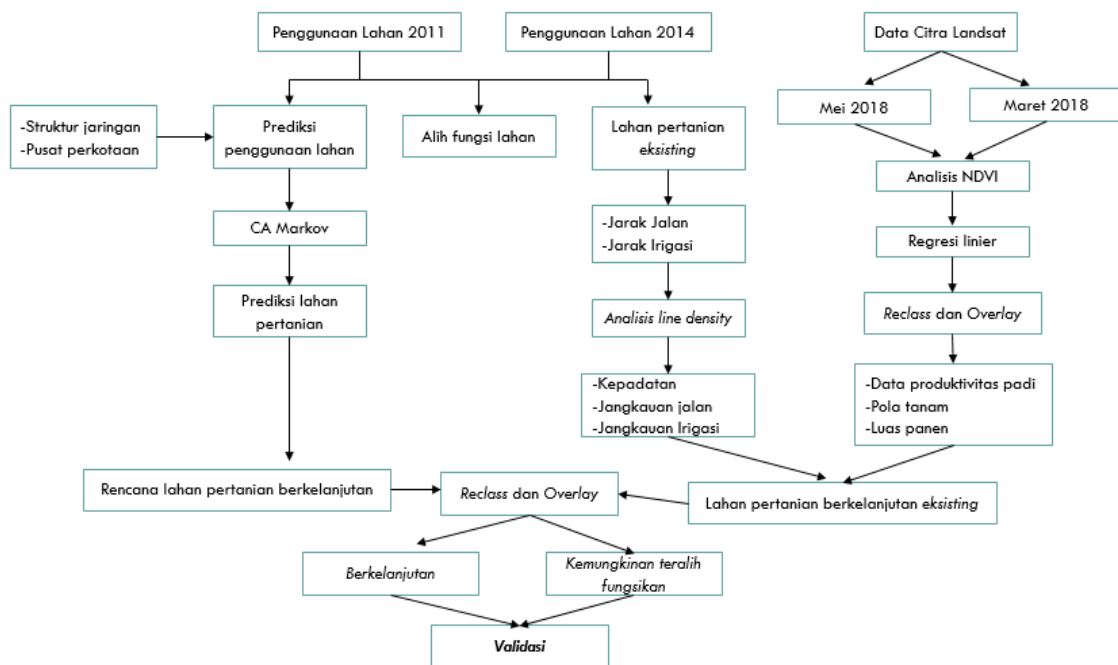 Penggunaan Lahan 2011
Penggunaan Lahan 2014
Data Citra Landsat
Mei 2018
Maret 2018
-Struktur jaringan
-Pusat perkotaan
Prediksi
penggunaan lahan
Alih fungsi lahan
Lahan pertanian
eksisting
Analisis NDVI
CA Markov
-Jarak Jalan
-Jarak Irigasi
Regresi linier
Prediksi lahan
pertanian
Analisis line density
Reclass dan Overlay
-Kepadatan
-Jangkauan jalan
-Jangkauan Irigasi
-Data produktivitas padi
-Pola tanam
-Luas panen
Rencana lahan pertanian berkelanjutan
Reclass dan Overlay
Lahan pertanian berkelanjutan eksisting
Berkelanjutan
Kemungkinan teralih
fungsikan
Validasi